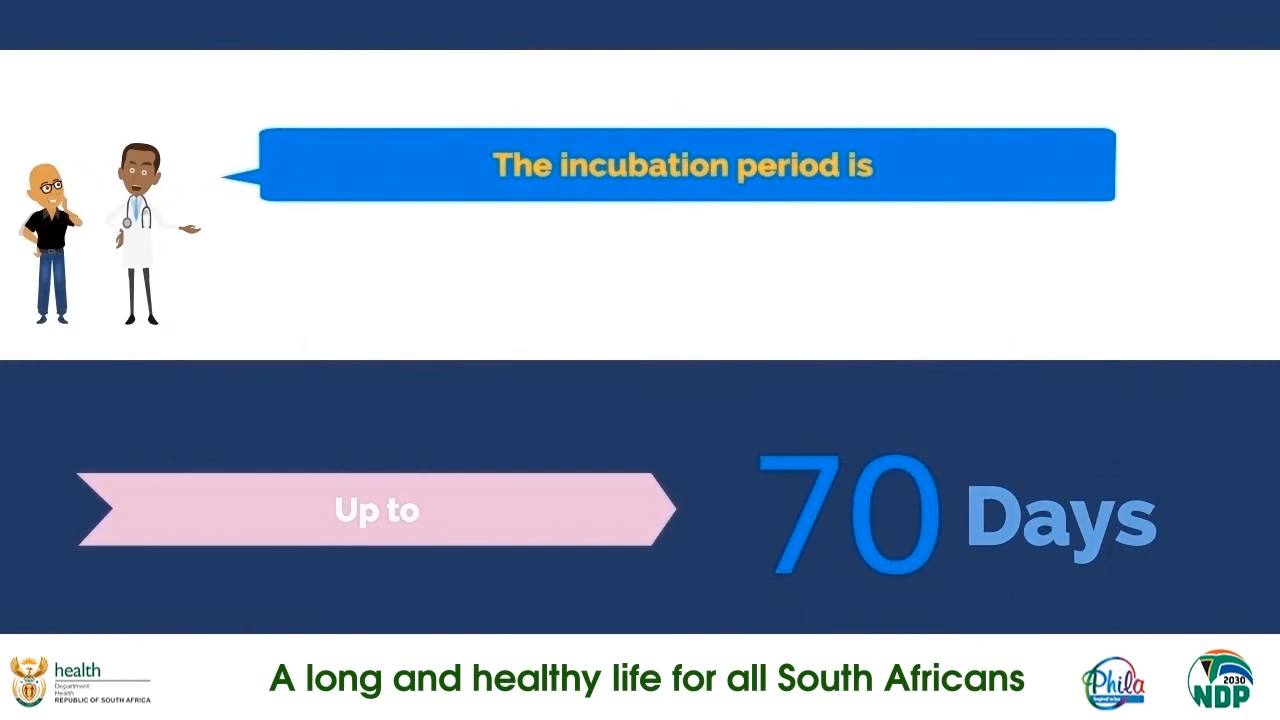 The incubation period is
Up to
70 Days
health
Department:
Health
REPUBLIC OF SOUTH AFRICA
A long and healthy life for all South Africans
Phila
2030
NDP